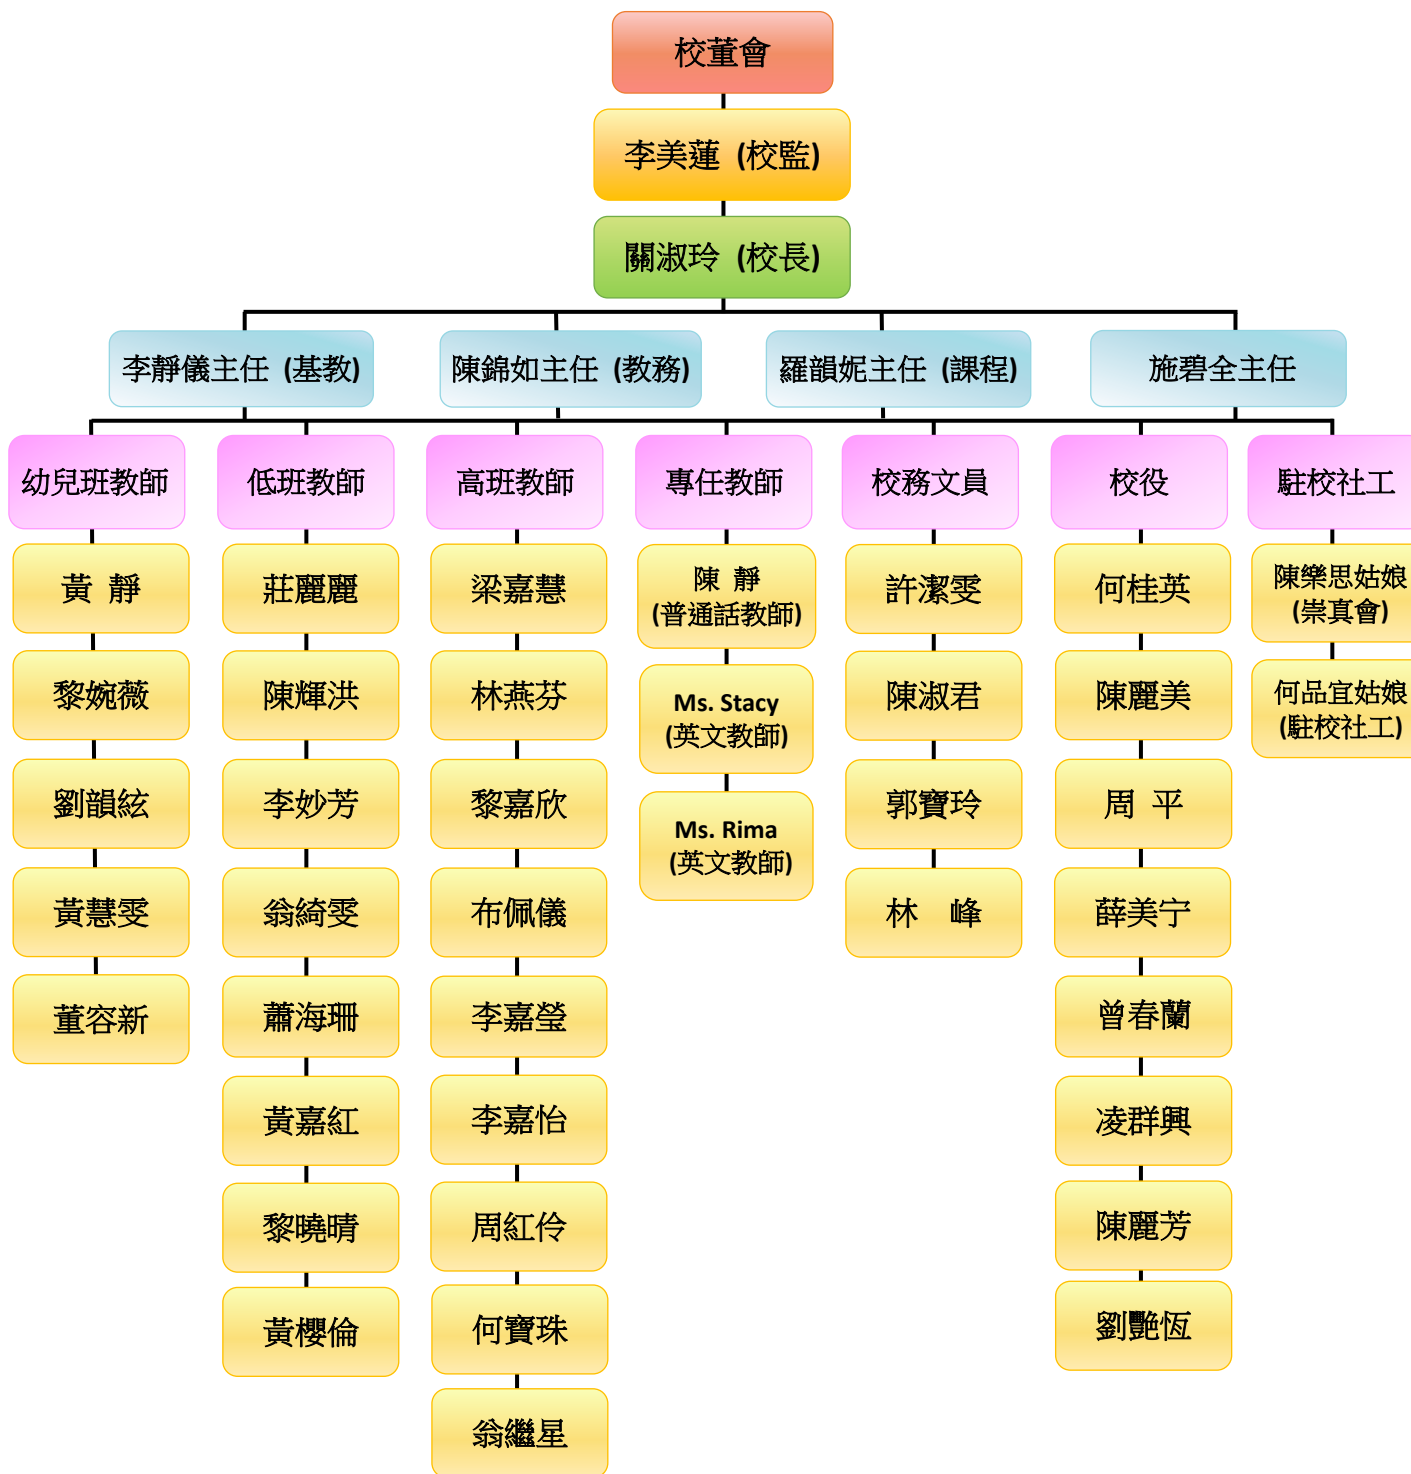 校董會
李美蓮 (校監)
關淑玲 (校長)
李靜儀主任 (基教)
陳錦如主任 (教務)
羅韻妮主任 (課程)
施碧全主任
幼兒班教師
低班教師
高班教師
專任教師
校務文員
校役
駐校社工
黃 靜
黎婉薇
劉韻絃
黃慧雯
董容新
莊麗麗
陳輝洪
李妙芳
翁綺雯
蕭海珊
黃嘉紅
黎曉晴
黃櫻倫
梁嘉慧
林燕芬
黎嘉欣
布佩儀
李嘉瑩
李嘉怡
周紅伶
何寶珠
翁繼星
陳 靜
(普通話教師)
Ms. Stacy
(英文教師)
Ms. Rima
(英文教師)
許潔雯
陳淑君
郭寶玲
林 峰
何桂英
陳麗美
周 平
薛美宁
曾春蘭
凌群興
陳麗芳
劉艷恆
陳樂思姑娘
(崇真會)
何品宜姑娘
(駐校社工)